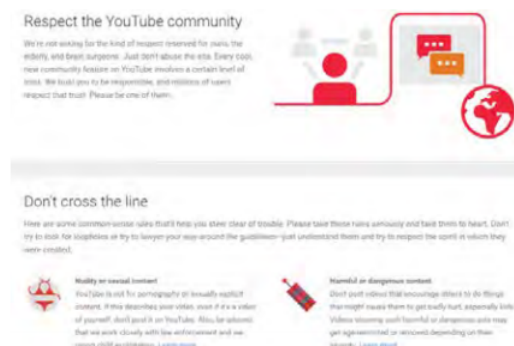 Respect the YouTube community
We're not asking for the kind of respect reserved for nuns, the
elderly, and brain surgeons. Just don't abuse the site. Every cool,
new community feature on YouTube involves a certain level of
trust. We trust you to be responsible, and millions of users
respect that trust. Please be one of them.
Don't cross the line
Here are some common-sense rules that'll help you steer clear of trouble. Please take these rules seriously and take them to heart. Don't
try to look for loopholes or try to lawyer your way around the guidelines—just understand them and try to respect the spirit in which they
were created.
Nudity or sexual content
YouTube is not for pornography or sexually explicit
content. If this describes your video, even if it's a video
of yourself, don't post it on YouTube. Also, be advised
that we work closely with law enforcement and we
report child exploitation. Learn more
Harmful or dangerous content
Don't post videos that encourage others to do things
that might cause them to get badly hurt, especially kids.
Videos showing such harmful or dangerous acts may
get age-restricted or removed depending on their
severity. Learn more